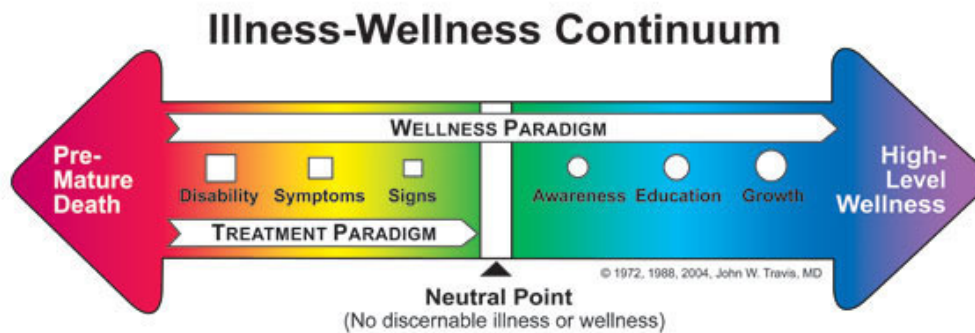 Illness-Wellness Continuum
WELLNESS PARADIGM
Pre-
Mature
Death
Disability
Symptoms
Signs
Awareness
Education
Growth
High-
Level
Wellness
TREATMENT PARADIGM
© 1972, 1988, 2004, John W. Travis, MD
Neutral Point
(No discernable illness or wellness)